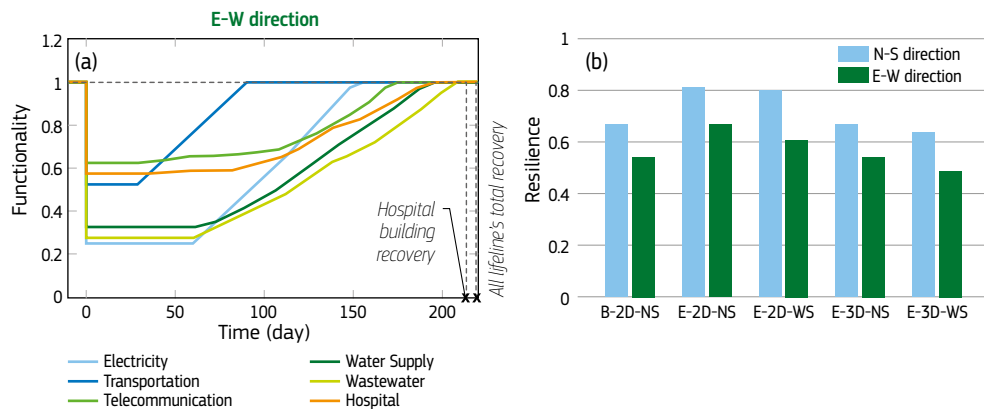 E-W direction
(a)
Functionality
1.2
1
0.8
0.6
0.4
0.2
0
0
50
100
150
200
Time (day)
Hospital
building
recovery
All lifeline's total recovery
Electricity
Transportation
Telecommunication
Water Supply
Wastewater
Hospital
(b)
N-S direction
E-W direction
Resilience
1
0.8
0.6
0.4
0.2
0
B-2D-NS
E-2D-NS
E-2D-WS
E-3D-NS
E-3D-WS